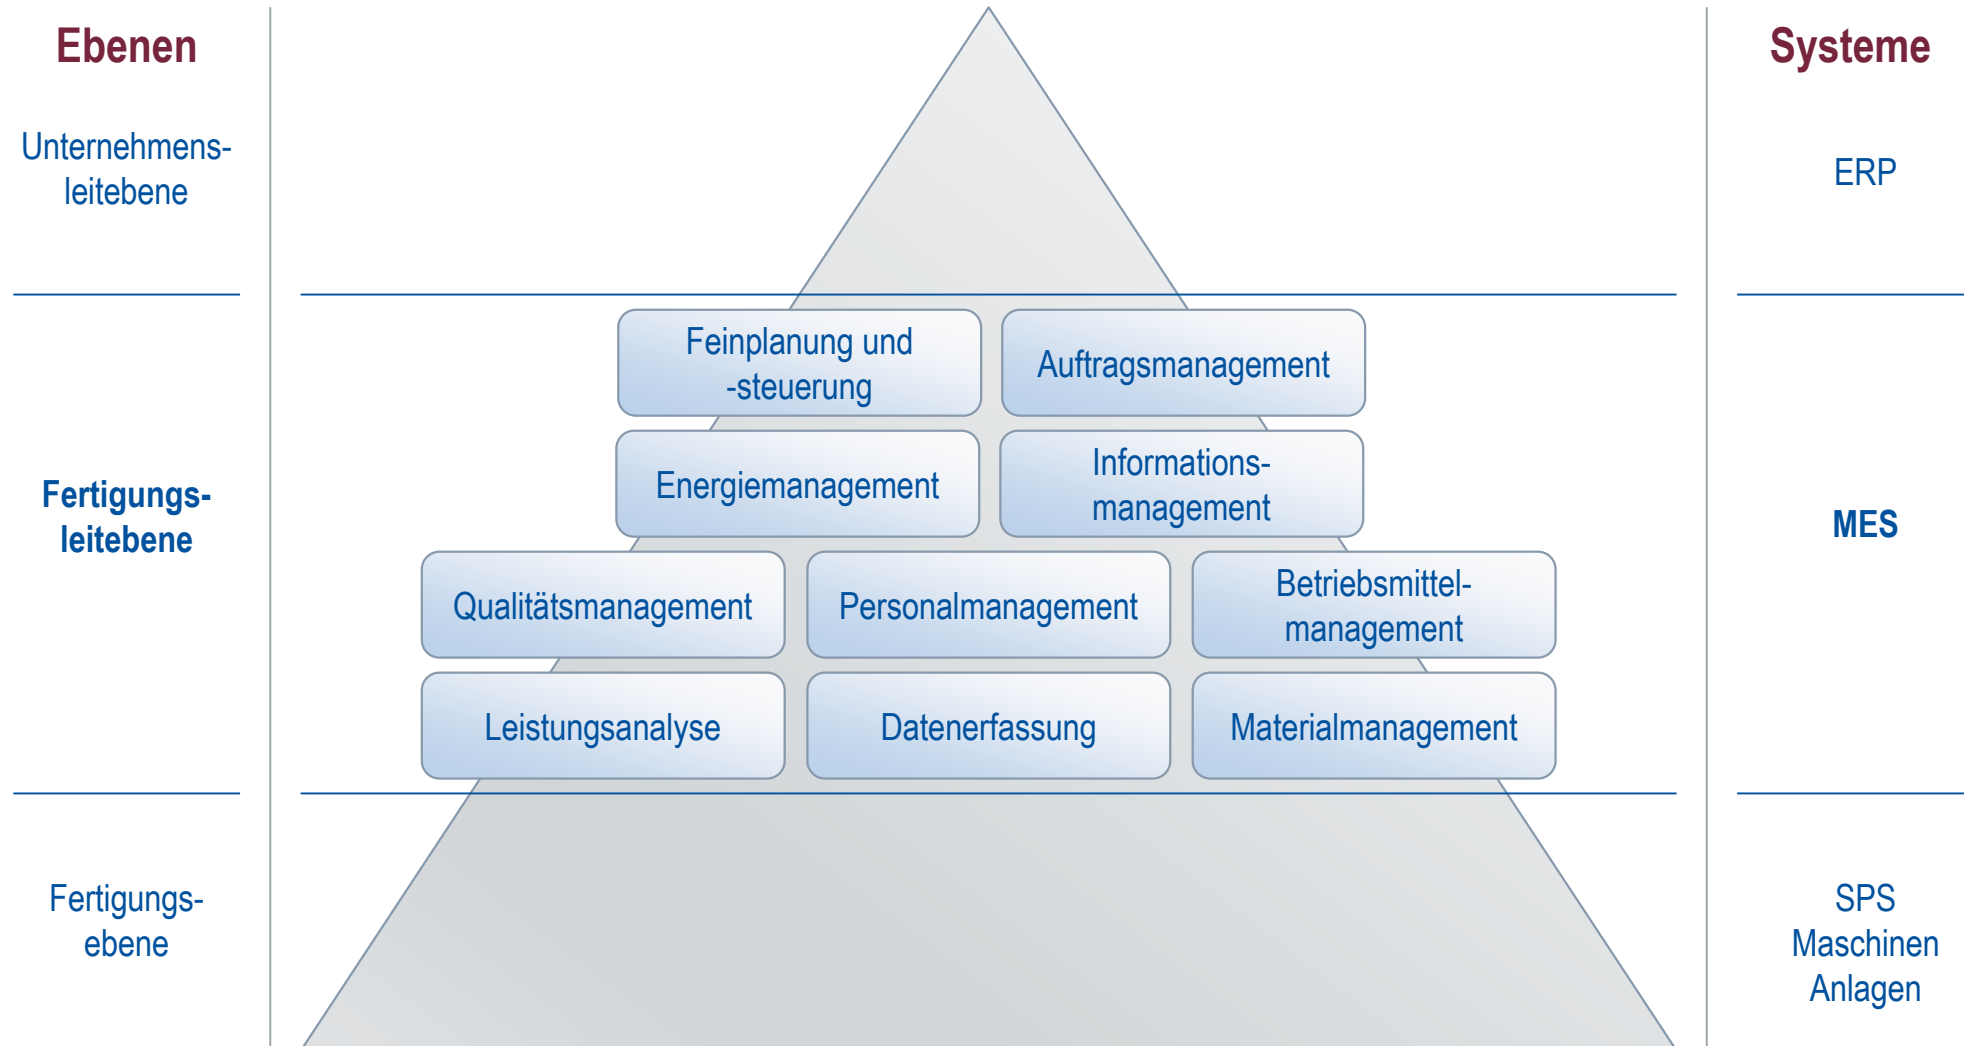 Ebenen
Systeme
Unternehmens-
leitebene
ERP
Feinplanung und
-steuerung
Auftragsmanagement
Energiemanagement
Informations-
management
Fertigungs-
leitebene
MES
Qualitätsmanagement
Personalmanagement
Betriebsmittel-
management
Leistungsanalyse
Datenerfassung
Materialmanagement
Fertigungs-
ebene
SPS
Maschinen
Anlagen